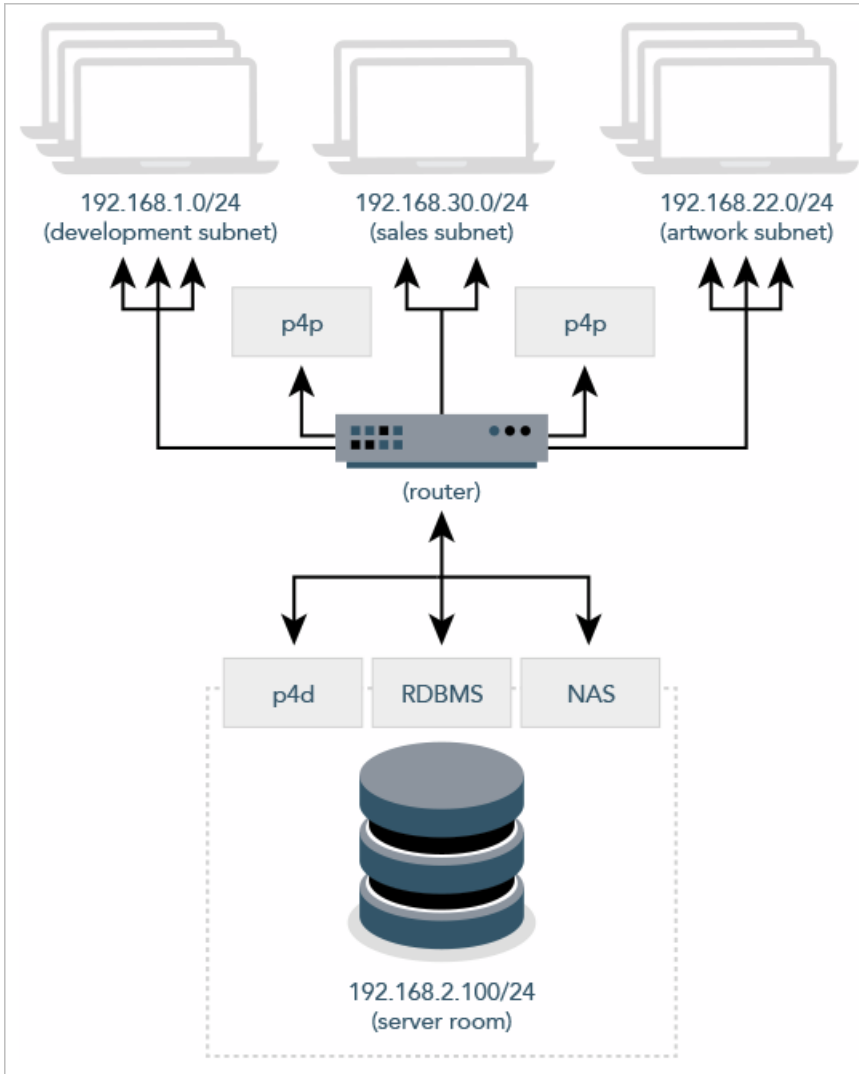 192.168.1.0/24
(development subnet)
192.168.30.0/24
(sales subnet)
192.168.22.0/24
(artwork subnet)
p4p
p4p
(router)
p4d
RDBMS
NAS
192.168.2.100/24
(server room)